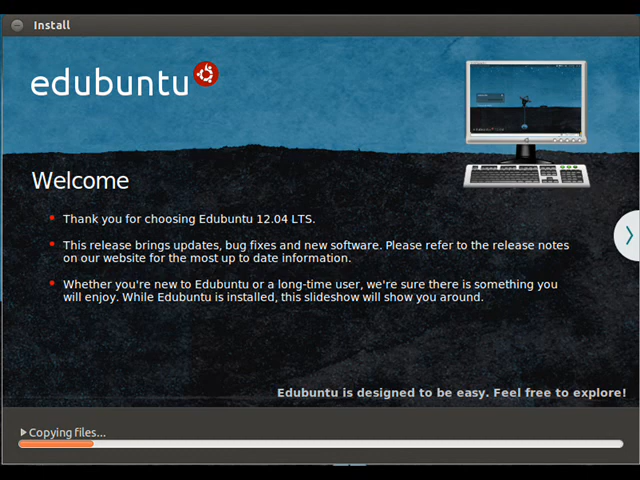 Install
edubuntu
Welcome
Thank you for choosing Edubuntu 12.04 LTS.
This release brings updates, bug fixes and new software. Please refer to the release notes
on our website for the most up to date information.
Whether you're new to Edubuntu or a long-time user, we're sure there is something you
will enjoy. While Edubuntu is installed, this slideshow will show you around.
Edubuntu is designed to be easy. Feel free to explore!
Copying files...